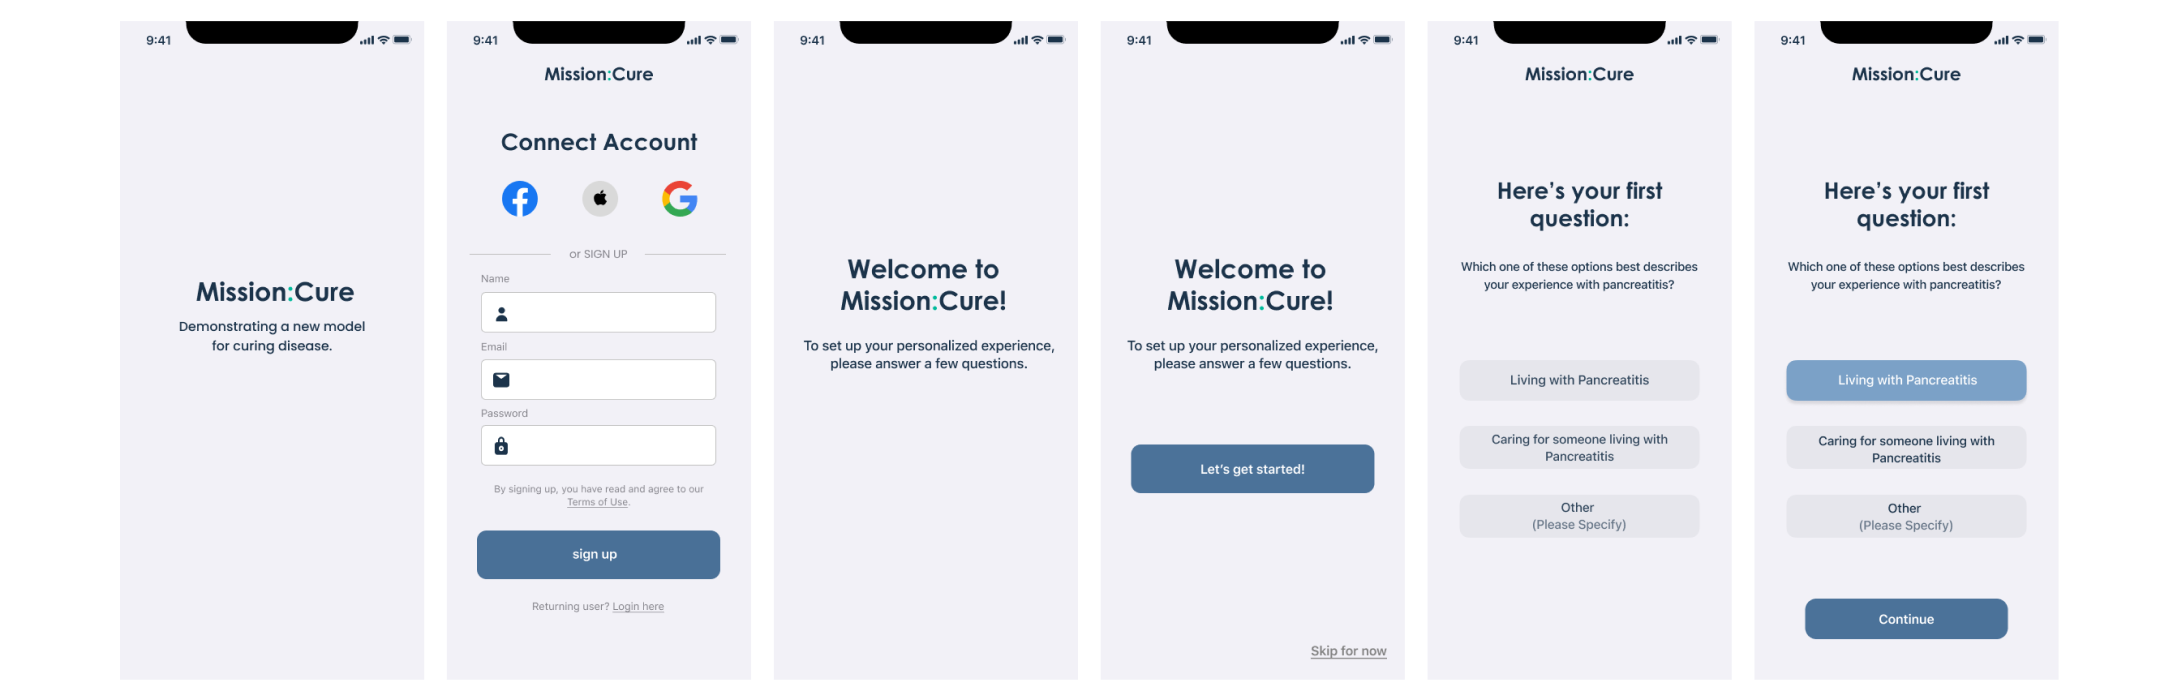 9:41
Mission:Cure
Demonstrating a new model
for curing disease.
9:41
Mission:Cure
Connect Account
or SIGN UP
Name
Email
Password
By signing up, you have read and agree to our
Terms of Use.
sign up
Returning user? Login here
9:41
Welcome to
Mission:Cure!
To set up your personalized experience,
please answer a few questions.
9:41
Welcome to
Mission:Cure!
To set up your personalized experience,
please answer a few questions.
Let's get started!
Skip for now
9:41
Mission:Cure
Here's your first
question:
Which one of these options best describes
your experience with pancreatitis?
Living with Pancreatitis
Caring for someone living with
Pancreatitis
Other
(Please Specify)
9:41
Mission:Cure
Here's your first
question:
Which one of these options best describes
your experience with pancreatitis?
Living with Pancreatitis
Caring for someone living with
Pancreatitis
Other
(Please Specify)
Continue